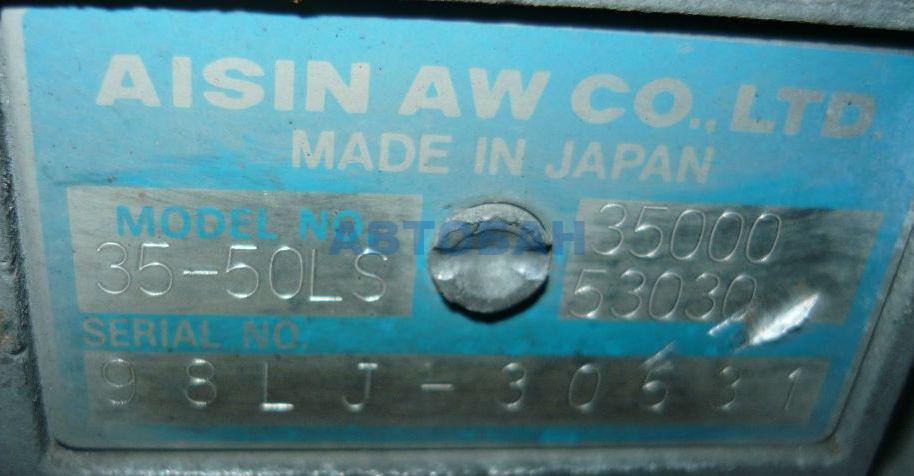 AISIN AW CO., LTD.
MADE IN JAPAN
MODEL NO.
35-50LS
35000
53030
АВТОБАН
SERIAL NO.
98LJ-30531